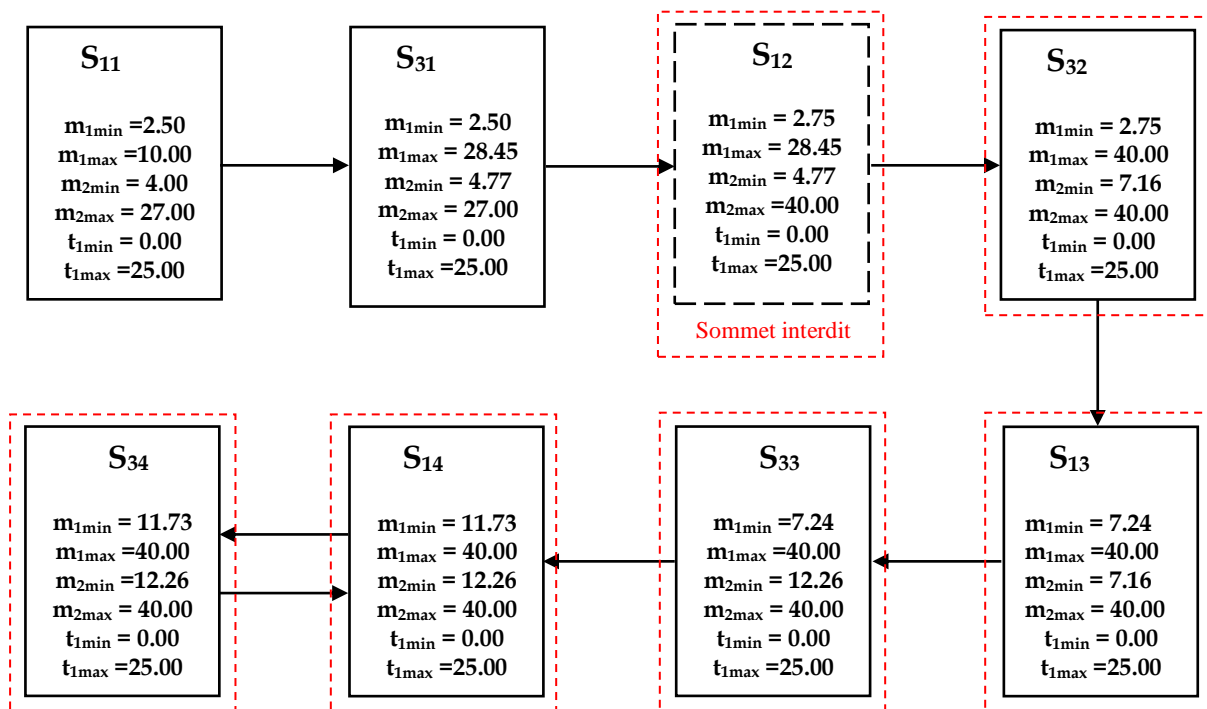 S₁₁
m₁min =2.50
m₁max =10.00
m₂min = 4.00
m₂max = 27.00
t₁min = 0.00
t₁max =25.00
S₃₁
m₁min = 2.50
m₁max = 28.45
m₂min = 4.77
m₂max = 27.00
t₁min = 0.00
t₁max =25.00
S₁₂
m₁min = 2.75
m₁max = 28.45
m₂min = 4.77
m₂max =40.00
t₁min = 0.00
t₁max =25.00
Sommet interdit
S₃₂
m₁min = 2.75
m₁max = 40.00
m₂min = 7.16
m₂max = 40.00
t₁min = 0.00
t₁max =25.00
S₃₄
m₁min = 11.73
m₁max =40.00
m₂min =12.26
m₂max = 40.00
t₁min = 0.00
t₁max =25.00
S₁₄
m₁min = 11.73
m₁max = 40.00
m₂min = 12.26
m₂max = 40.00
t₁min = 0.00
t₁max =25.00
S₃₃
m₁min =7.24
m₁max =40.00
m₂min = 12.26
m₂max = 40.00
t₁min = 0.00
t₁max =25.00
S₁₃
m₁min = 7.24
m₁max =40.00
m₂min = 7.16
m₂max = 40.00
t₁min = 0.00
t₁max =25.00